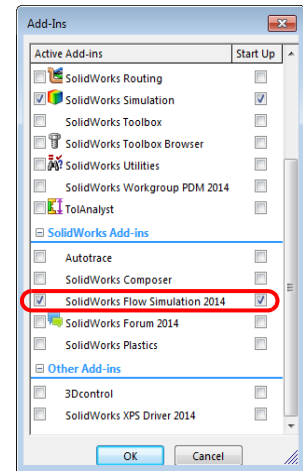 Add-Ins
Active Add-ins Start Up
SolidWorks Routing
SolidWorks Simulation
SolidWorks Toolbox
SolidWorks Toolbox Browser
SolidWorks Utilities
SolidWorks Workgroup PDM 2014
TolAnalyst
SolidWorks Add-ins
Autotrace
SolidWorks Composer
SolidWorks Flow Simulation 2014
SolidWorks Forum 2014
SolidWorks Plastics
Other Add-ins
3Dcontrol
SolidWorks XPS Driver 2014
OK Cancel